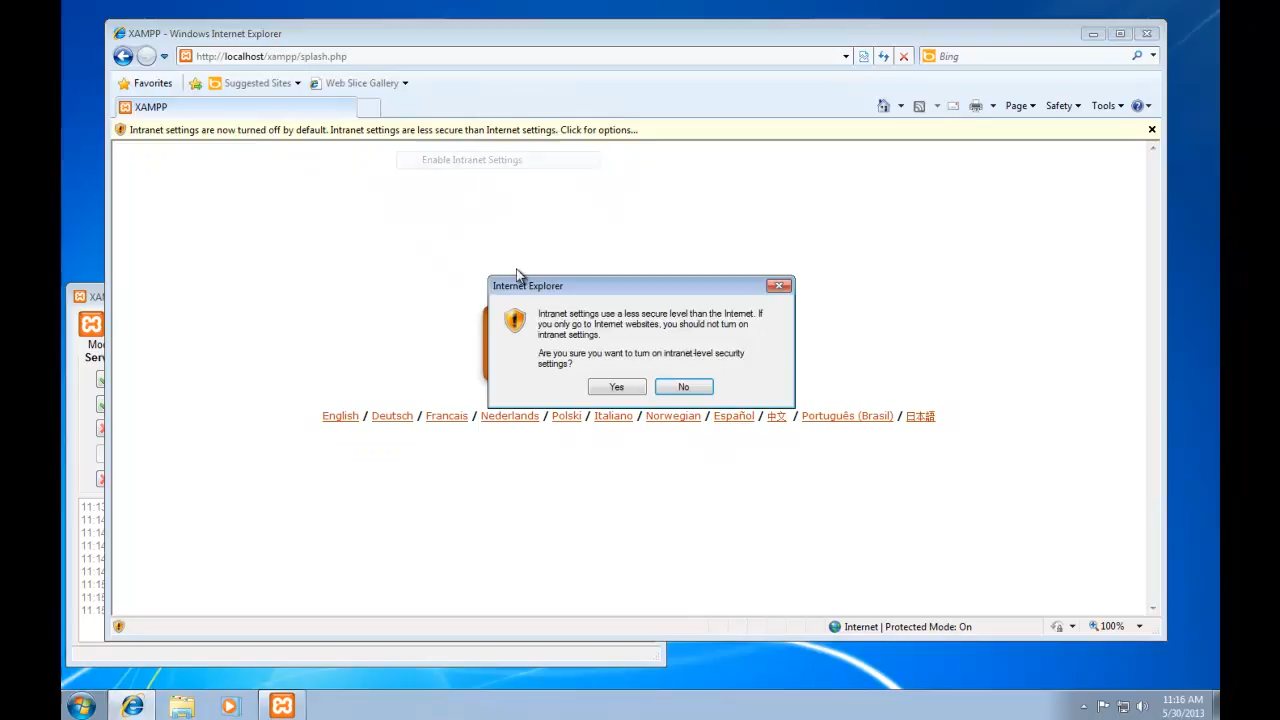 XAMPP - Windows Internet Explorer
http://localhost/xampp/splash.php
Bing
Favorites
Suggested Sites
Web Slice Gallery
XAMPP
Page
Safety
Tools
Intranet settings are now turned off by default. Intranet settings are less secure than Internet settings. Click for options...
Enable Intranet Settings
Internet Explorer
Intranet settings use a less secure level than the Internet. If
you only go to Internet websites, you should not turn on
intranet settings.
Are you sure you want to turn on intranet-level security
settings?
Yes
No
English / Deutsch / Francais / Nederlands / Polski / Italiano / Norwegian / Español / 中文 / Português (Brasil) / 日本語
Internet | Protected Mode: On
100%
11:16 AM
5/30/2013